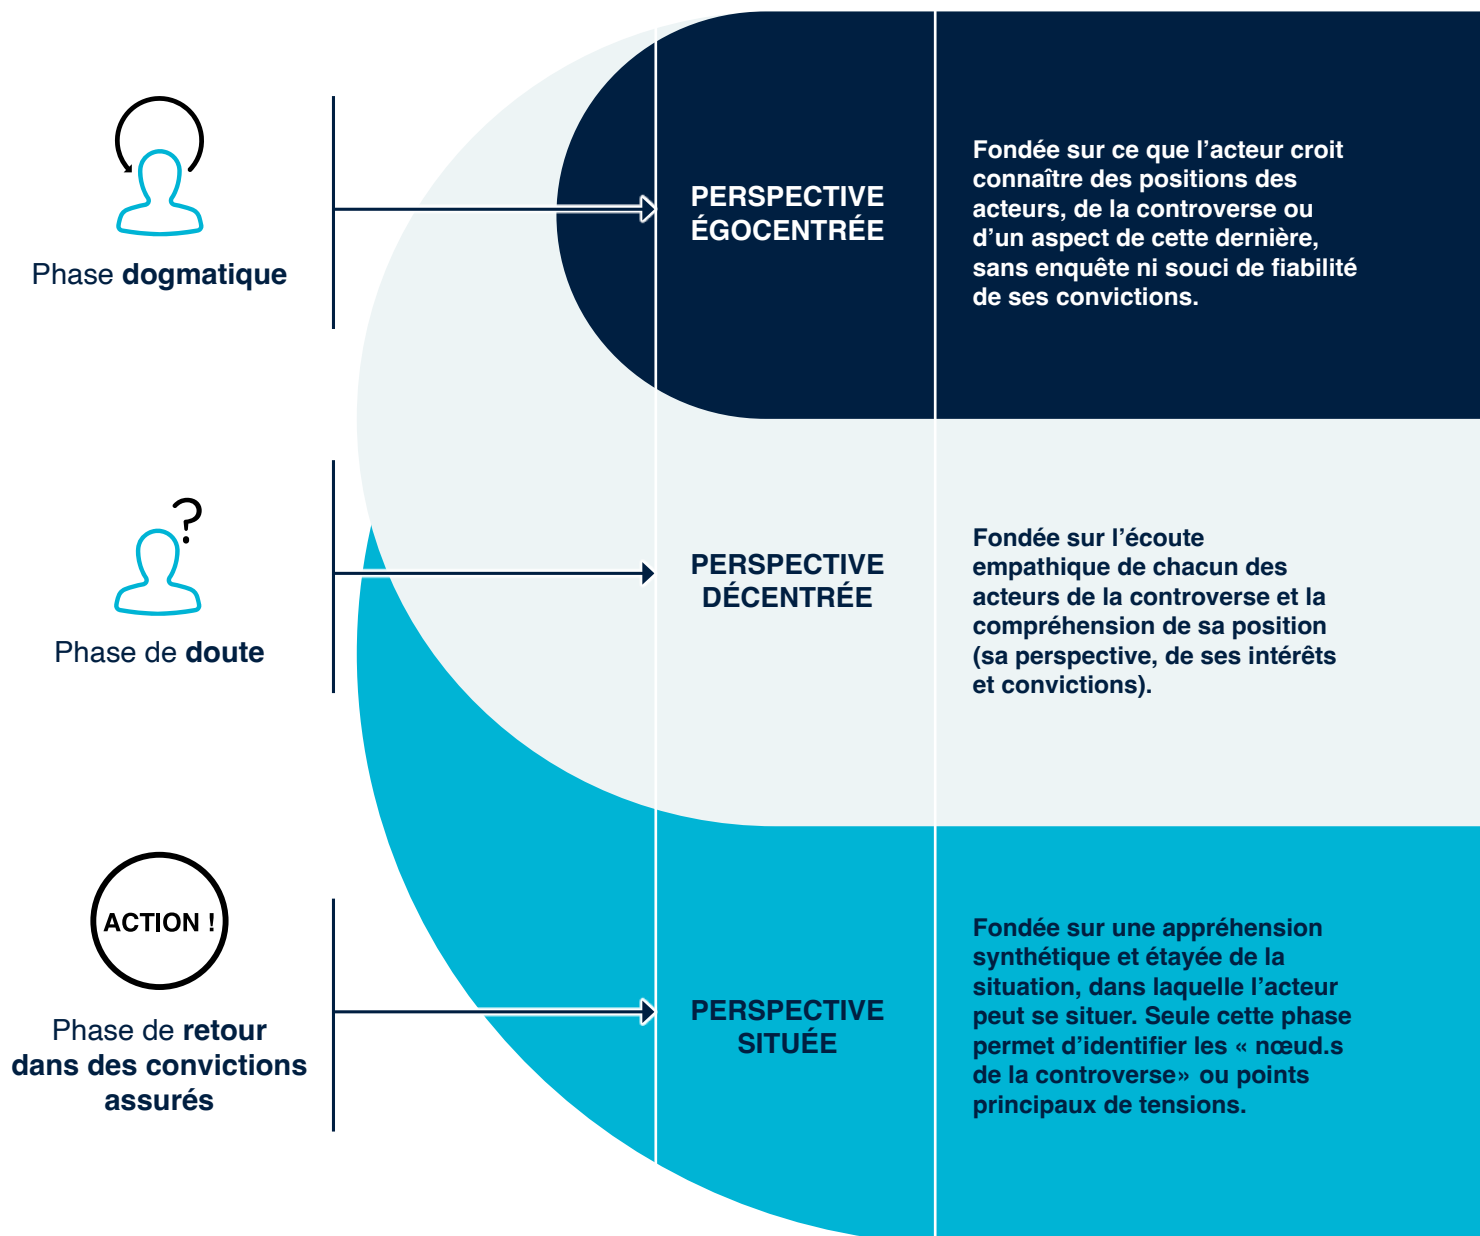 Phase dogmatique
PERSPECTIVE
ÉGOCENTRÉE
Fondée sur ce que l’acteur croit
connaître des positions des
acteurs, de la controverse ou
d’un aspect de cette dernière,
sans enquête ni souci de fiabilité
de ses convictions.
?
Phase de doute
PERSPECTIVE
DÉCENTRÉE
Fondée sur l’écoute
empathique de chacun des
acteurs de la controverse et la
compréhension de sa position
(sa perspective, de ses intérêts
et convictions).
ACTION !
Phase de retour
dans des convictions
assurés
PERSPECTIVE
SITUÉE
Fondée sur une appréhension
synthétique et étayée de la
situation, dans laquelle l’acteur
peut se situer. Seule cette phase
permet d’identifier les « nœud.s
de la controverse» ou points
principaux de tensions.